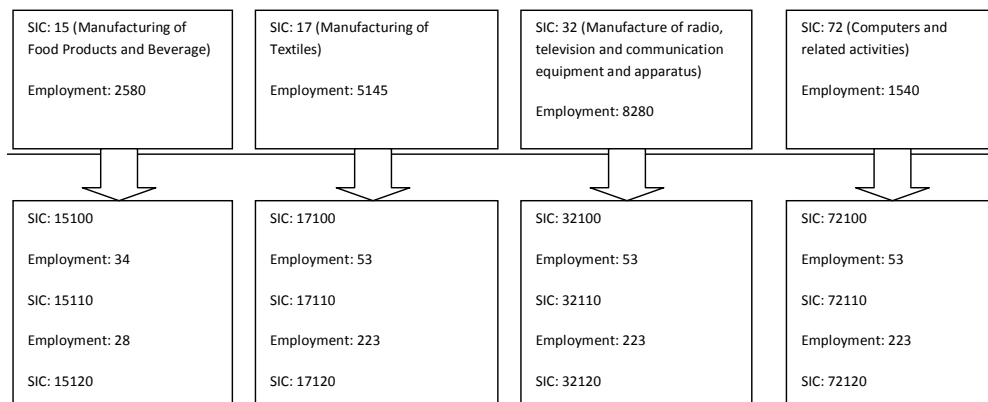 SIC: 15 (Manufacturing of
Food Products and Beverage)
Employment: 2580
SIC: 17 (Manufacturing of
Textiles)
Employment: 5145
SIC: 32 (Manufacture of radio,
television and communication
equipment and apparatus)
Employment: 8280
SIC: 72 (Computers and
related activities)
Employment: 1540
SIC: 15100
Employment: 34
SIC: 15110
Employment: 28
SIC: 15120
SIC: 17100
Employment: 53
SIC: 17110
Employment: 223
SIC: 17120
SIC: 32100
Employment: 53
SIC: 32110
Employment: 223
SIC: 32120
SIC: 72100
Employment: 53
SIC: 72110
Employment: 223
SIC: 72120